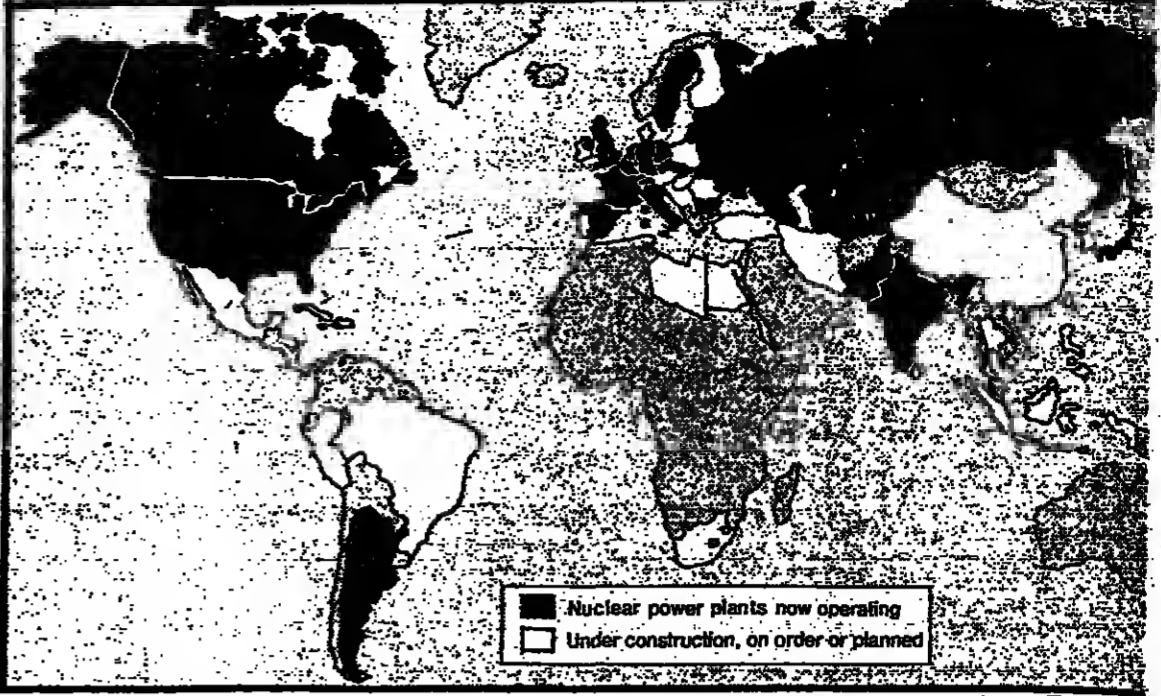 Nuclear power plants now operating
Under construction, on order or planned